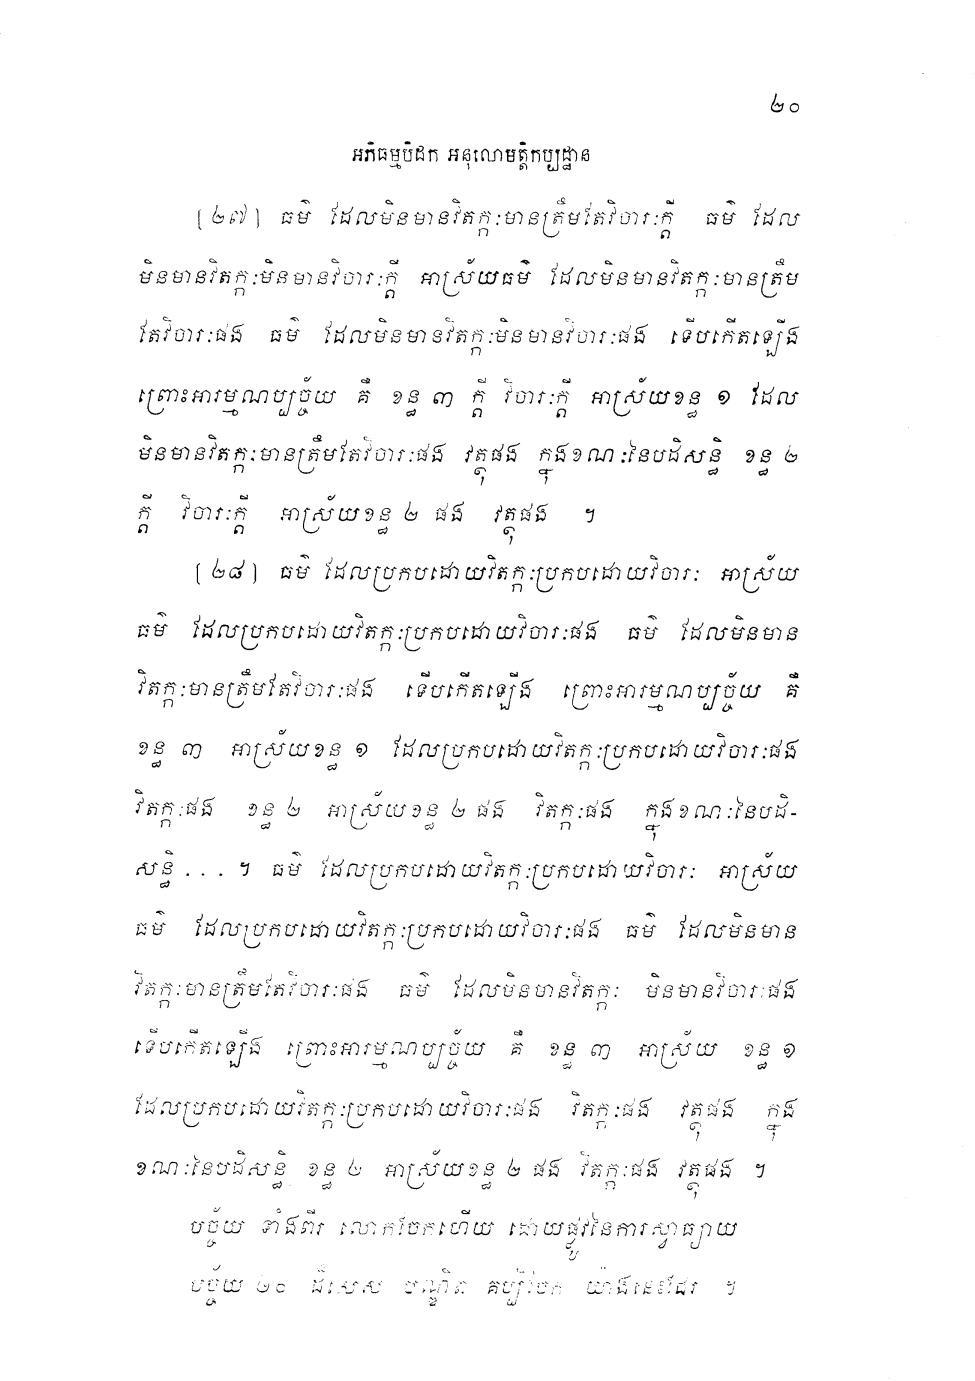 ២០
អភិធម្មបិដក អនុលោមត្តិកប្បដ្ឋាន
(២៧) ធម៌ ដែលមិនមានវិតក្កៈមានត្រឹមតែវិចារៈក្តី ធម៌ ដែល
មិនមានវិតក្កៈមិនមានវិចារៈក្តី អាស្រ័យធម៌ ដែលមិនមានវិតក្កៈមានត្រឹម
តែវិចារៈផង ធម៌ ដែលមិនមានវិតក្កៈមិនមានវិចារៈផង ទើបកើតឡើង
ព្រោះអារម្មណប្បច្ច័យ គឺ ខន្ធ ៣ ក្តី វិចារៈក្តី អាស្រ័យខន្ធ ១ ដែល
មិនមានវិតក្កៈមានត្រឹមតែវិចារៈផង វត្ថុផង ក្នុងខណៈនៃបដិសន្ធិ ខន្ធ ២
ក្តី វិចារៈក្តី អាស្រ័យខន្ធ ២ ផង វត្ថុផង ។
(២៨) ធម៌ ដែលប្រកបដោយវិតក្កៈប្រកបដោយវិចារៈ អាស្រ័យ
ធម៌ ដែលប្រកបដោយវិតក្កៈប្រកបដោយវិចារៈផង ធម៌ ដែលមិនមាន
វិតក្កៈមានត្រឹមតែវិចារៈផង ទើបកើតឡើង ព្រោះអារម្មណប្បច្ច័យ គឺ
ខន្ធ ៣ អាស្រ័យខន្ធ ១ ដែលប្រកបដោយវិតក្កៈប្រកបដោយវិចារៈផង
វិតក្កៈផង ខន្ធ ២ អាស្រ័យខន្ធ ២ ផង វិតក្កៈផង ក្នុងខណៈនៃបដិ-
សន្ធិ . . . ។ ធម៌ ដែលប្រកបដោយវិតក្កៈប្រកបដោយវិចារៈ អាស្រ័យ
ធម៌ ដែលប្រកបដោយវិតក្កៈប្រកបដោយវិចារៈផង ធម៌ ដែលមិនមាន
វិតក្កៈមានត្រឹមតែវិចារៈផង ធម៌ ដែលមិនមានវិតក្កៈ មិនមានវិចារៈផង
ទើបកើតឡើង ព្រោះអារម្មណប្បច្ច័យ គឺ ខន្ធ ៣ អាស្រ័យ ខន្ធ ១
ដែលប្រកបដោយវិតក្កៈប្រកបដោយវិចារៈផង វិតក្កៈផង វត្ថុផង ក្នុង
ខណៈនៃបដិសន្ធិ ខន្ធ ២ អាស្រ័យខន្ធ ២ ផង វិតក្កៈផង វត្ថុផង ។
បច្ច័យ ទាំងពីរ លោកចែកហើយ ដោយផ្លូវនៃការស្វាធ្យាយ
បច្ច័យ ២០ ដ៏សេស បណ្ឌិត គប្បីចែក យ៉ាងនេះដែរ ។